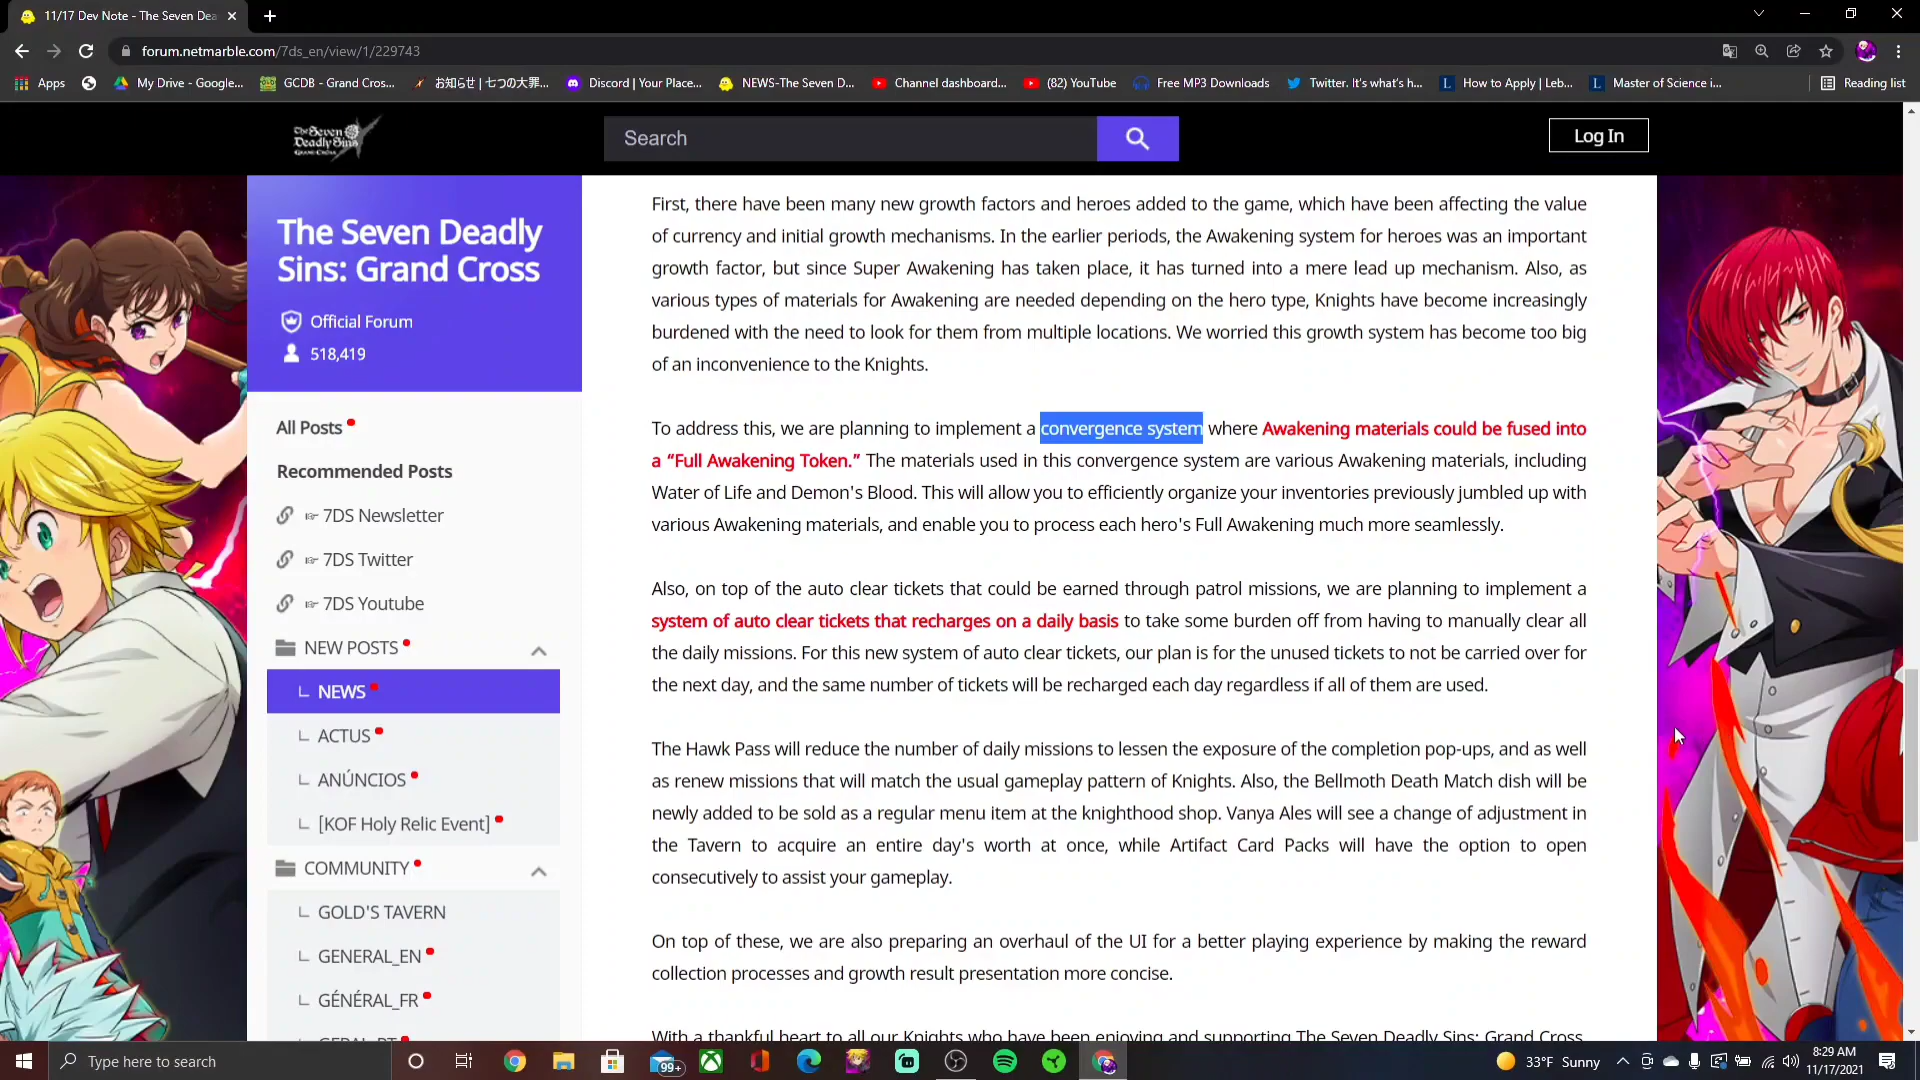 11/17 Dev Note - The Seven Dea
forum.netmarble.com/7ds_en/view/1/229743
Apps
My Drive - Google...
GCDB - Grand Cros...
お知らせ | 七つの大罪...
Discord | Your Place...
NEWS-The Seven D...
Channel dashboard...
(82) YouTube
Free MP3 Downloads
Twitter. It's what's h...
How to Apply | Leb...
Master of Science i...
Reading list
The Seven
Deadly Sins
GRAND CROSS
Search
Log In
The Seven Deadly
Sins: Grand Cross
Official Forum
518,419
All Posts
Recommended Posts
☞ 7DS Newsletter
☞ 7DS Twitter
☞ 7DS Youtube
NEW POSTS
NEWS
ACTUS
ANÚNCIOS
[KOF Holy Relic Event]
COMMUNITY
GOLD'S TAVERN
GENERAL_EN
GÉNÉRAL_FR
First, there have been many new growth factors and heroes added to the game, which have been affecting the value
of currency and initial growth mechanisms. In the earlier periods, the Awakening system for heroes was an important
growth factor, but since Super Awakening has taken place, it has turned into a mere lead up mechanism. Also, as
various types of materials for Awakening are needed depending on the hero type, Knights have become increasingly
burdened with the need to look for them from multiple locations. We worried this growth system has become too big
of an inconvenience to the Knights.
To address this, we are planning to implement a convergence system where Awakening materials could be fused into
a “Full Awakening Token.” The materials used in this convergence system are various Awakening materials, including
Water of Life and Demon's Blood. This will allow you to efficiently organize your inventories previously jumbled up with
various Awakening materials, and enable you to process each hero's Full Awakening much more seamlessly.
Also, on top of the auto clear tickets that could be earned through patrol missions, we are planning to implement a
system of auto clear tickets that recharges on a daily basis to take some burden off from having to manually clear all
the daily missions. For this new system of auto clear tickets, our plan is for the unused tickets to not be carried over for
the next day, and the same number of tickets will be recharged each day regardless if all of them are used.
The Hawk Pass will reduce the number of daily missions to lessen the exposure of the completion pop-ups, and as well
as renew missions that will match the usual gameplay pattern of Knights. Also, the Bellmoth Death Match dish will be
newly added to be sold as a regular menu item at the knighthood shop. Vanya Ales will see a change of adjustment in
the Tavern to acquire an entire day's worth at once, while Artifact Card Packs will have the option to open
consecutively to assist your gameplay.
On top of these, we are also preparing an overhaul of the UI for a better playing experience by making the reward
collection processes and growth result presentation more concise.
With a thankful heart to all our Knights who have been enjoying and supporting The Seven Deadly Sins: Grand Cross,
Type here to search
99+
33°F Sunny
8:29 AM
11/17/2021